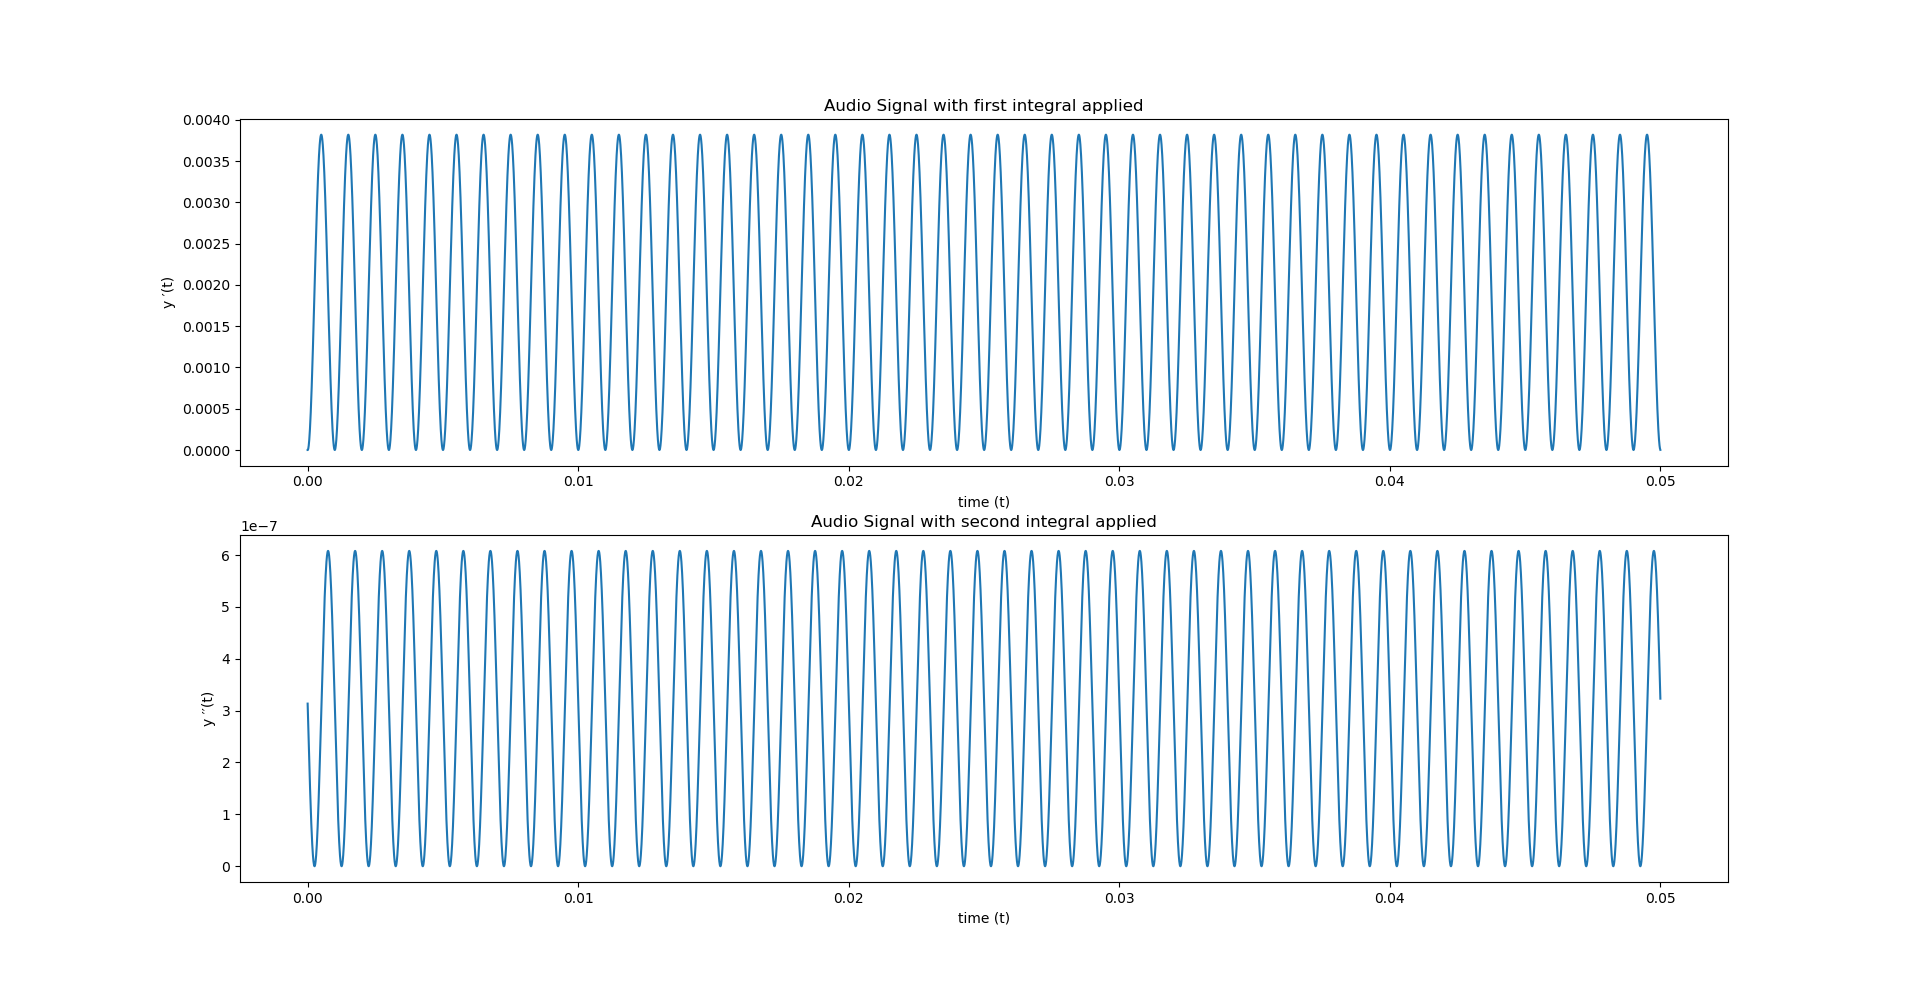 Audio Signal with first integral applied
0.0040
0.0035
0.0030
0.0025
0.0020
0.0015
0.0010
0.0005
0.0000
y ′(t)
0.00 0.01 0.02 0.03 0.04 0.05
time (t)
Audio Signal with second integral applied
1e−7
6
5
4
3
2
1
0
y ′′(t)
0.00 0.01 0.02 0.03 0.04 0.05
time (t)